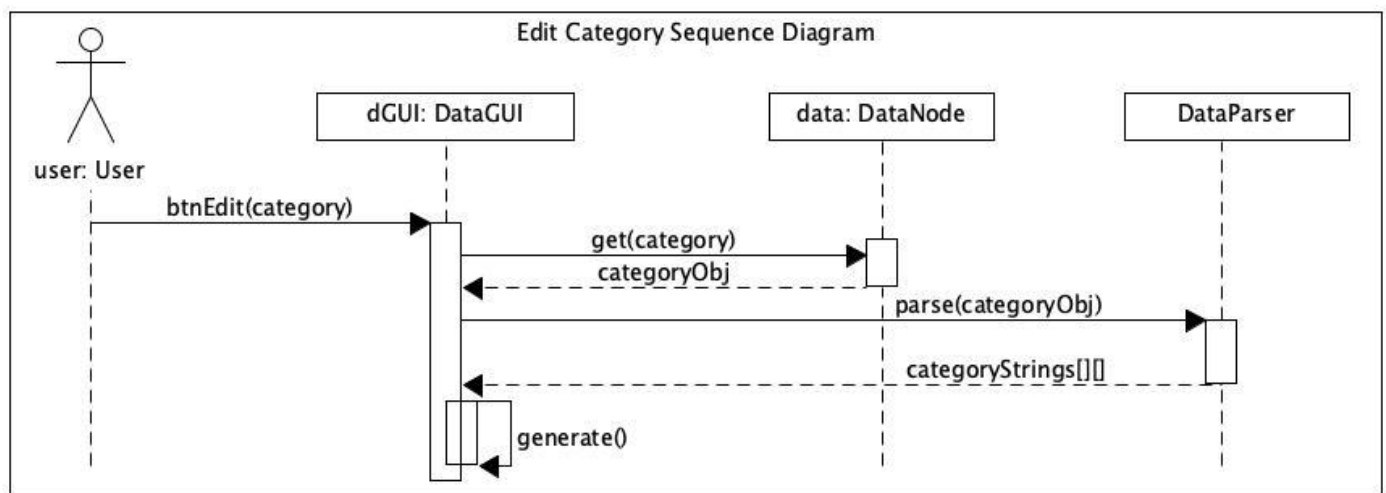 Edit Category Sequence Diagram
dGUI: DataGUI
data: DataNode
DataParser
user: User
btnEdit(category)
get(category)
categoryObj
parse(categoryObj)
categoryStrings[][]
generate()